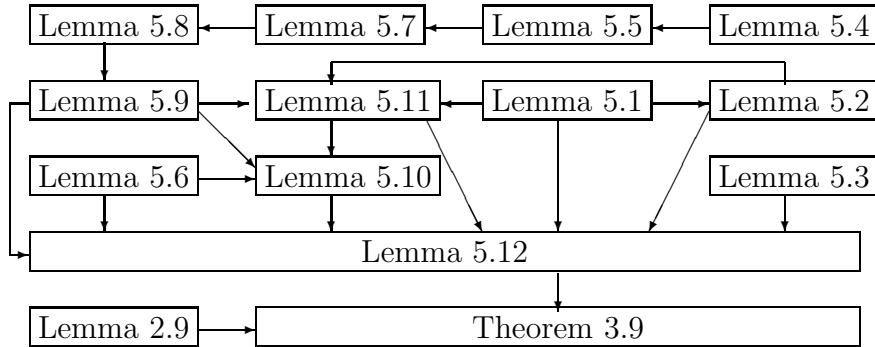 Lemma 5.8 Lemma 5.7 Lemma 5.5 Lemma 5.4
Lemma 5.9 Lemma 5.11 Lemma 5.1 Lemma 5.2
Lemma 5.6 Lemma 5.10 Lemma 5.3
Lemma 5.12
Lemma 2.9 Theorem 3.9